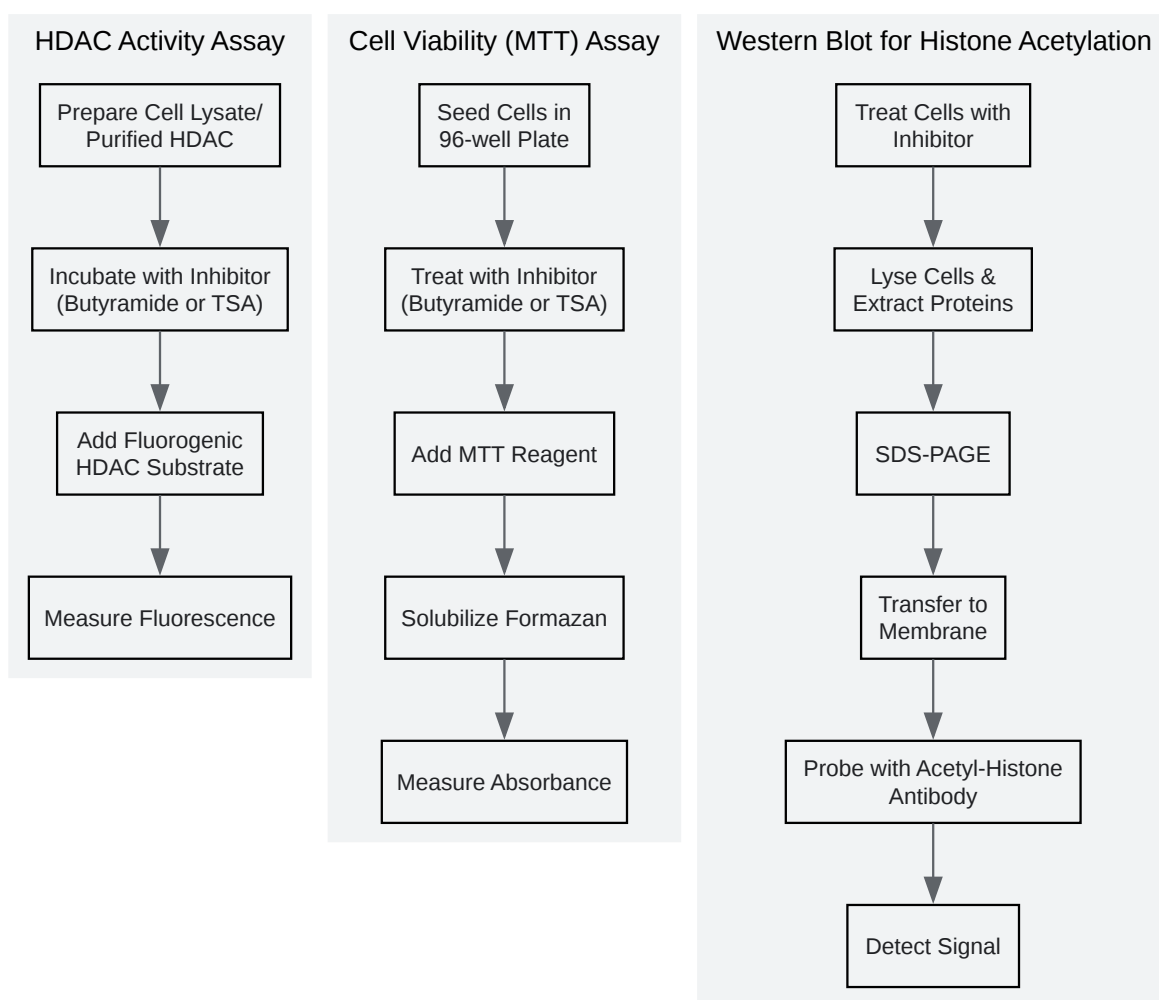 HDAC Activity Assay
Prepare Cell Lysate/
Purified HDAC
Incubate with Inhibitor
(Butyramide or TSA)
Add Fluorogenic
HDAC Substrate
Measure Fluorescence
Cell Viability (MTT) Assay
Seed Cells in
96-well Plate
Treat with Inhibitor
(Butyramide or TSA)
Add MTT Reagent
Solubilize Formazan
Measure Absorbance
Western Blot for Histone Acetylation
Treat Cells with
Inhibitor
Lyse Cells &
Extract Proteins
SDS-PAGE
Transfer to
Membrane
Probe with Acetyl-Histone
Antibody
Detect Signal